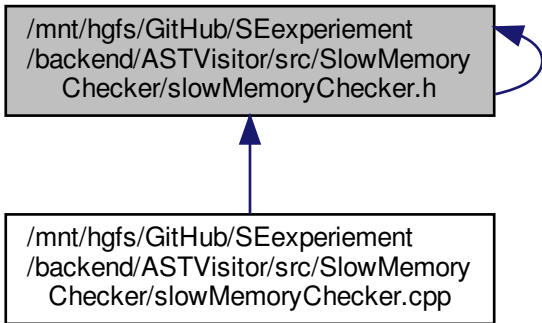 /mnt/hgfs/GitHub/SEexperiement
/backend/ASTVisitor/src/SlowMemory
Checker/slowMemoryChecker.h
/mnt/hgfs/GitHub/SEexperiement
/backend/ASTVisitor/src/SlowMemory
Checker/slowMemoryChecker.cpp